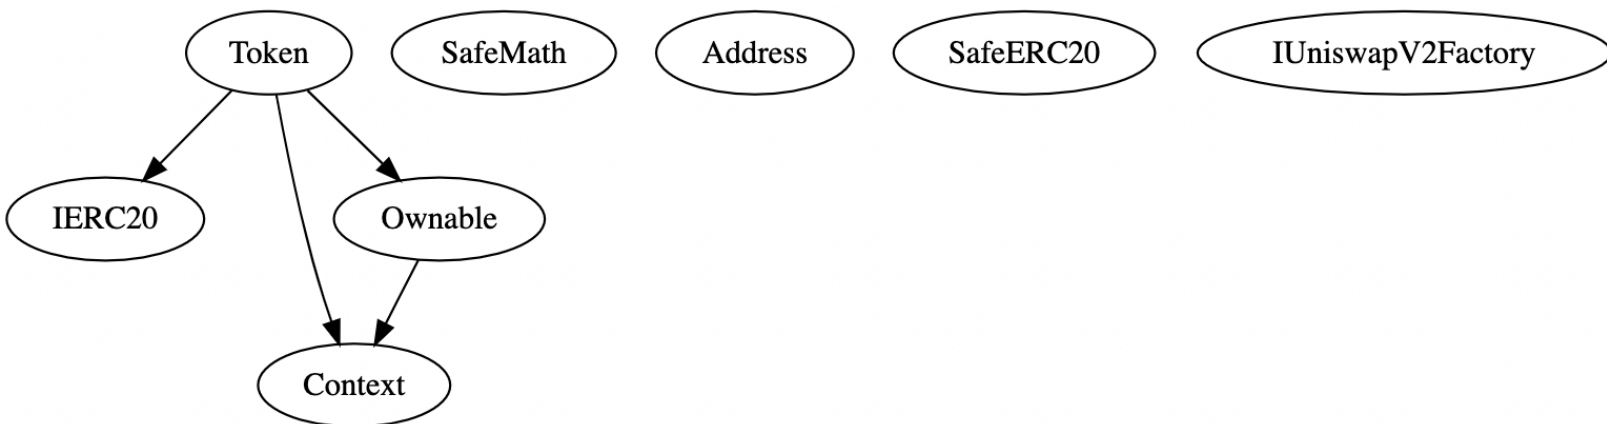 Token
SafeMath
Address
SafeERC20
IUniswapV2Factory
IERC20
Ownable
Context